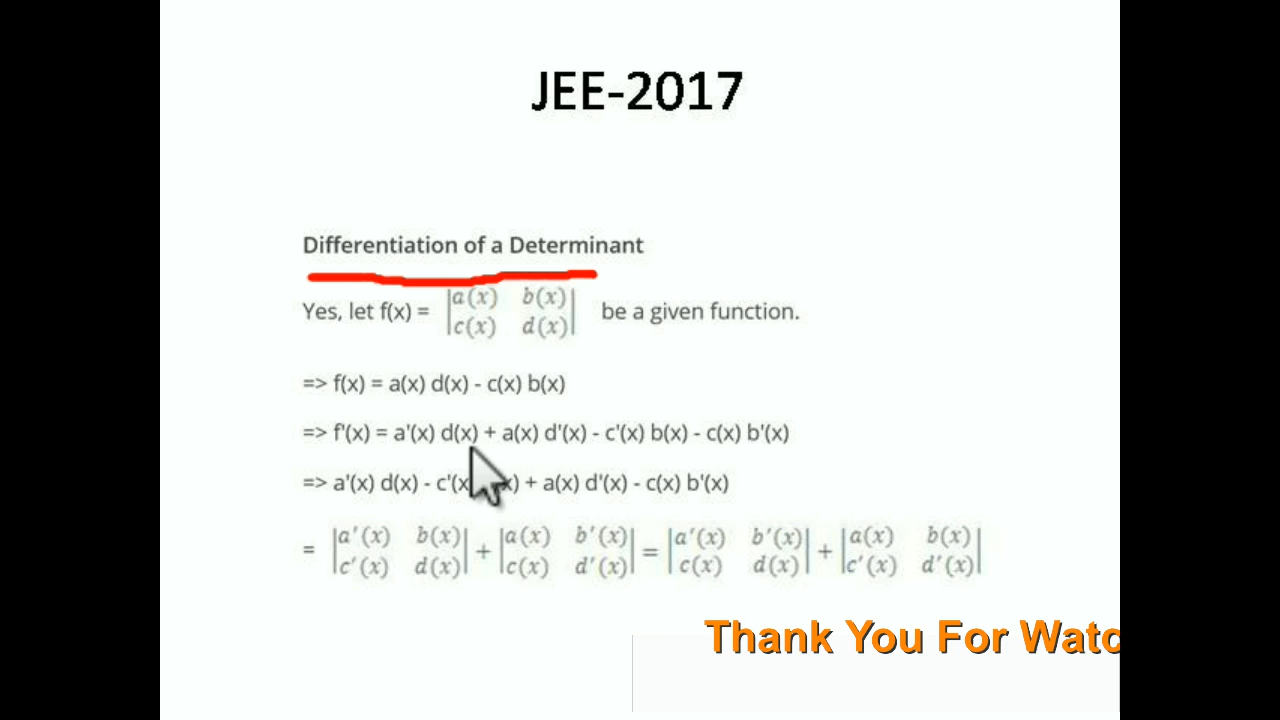 JEE-2017
Differentiation of a Determinant
Yes, let f(x) = |a(x) b(x)| be a given function.
|c(x) d(x)|
=> f(x) = a(x) d(x) - c(x) b(x)
=> f'(x) = a'(x) d(x) + a(x) d'(x) - c'(x) b(x) - c(x) b'(x)
=> a'(x) d(x) - c'(x x) + a(x) d'(x) - c(x) b'(x)
= |a'(x) b(x)| + |a(x) b'(x)| = |a'(x) b'(x)| + |a(x) b(x)|
|c'(x) d(x)| |c(x) d'(x)| |c(x) d(x)| |c'(x) d'(x)|
Thank You For Watc